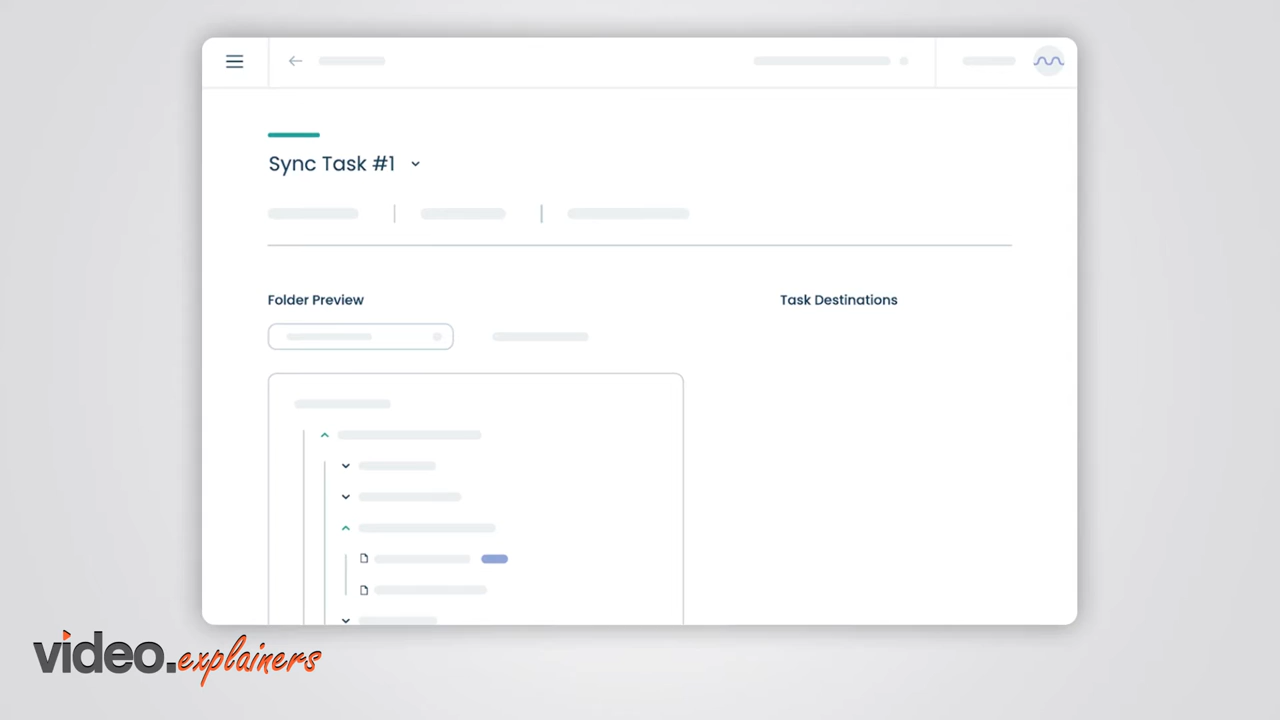 Sync Task #1
Folder Preview
Task Destinations
video.explainers